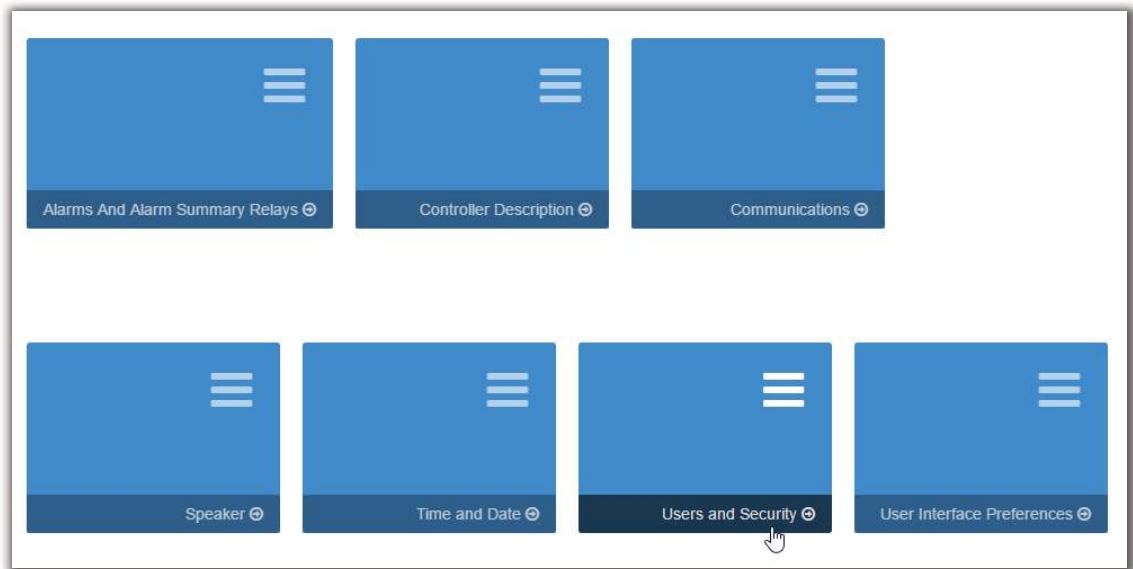 Alarms And Alarm Summary Relays
Controller Description
Communications
Speaker
Time and Date
Users and Security
User Interface Preferences